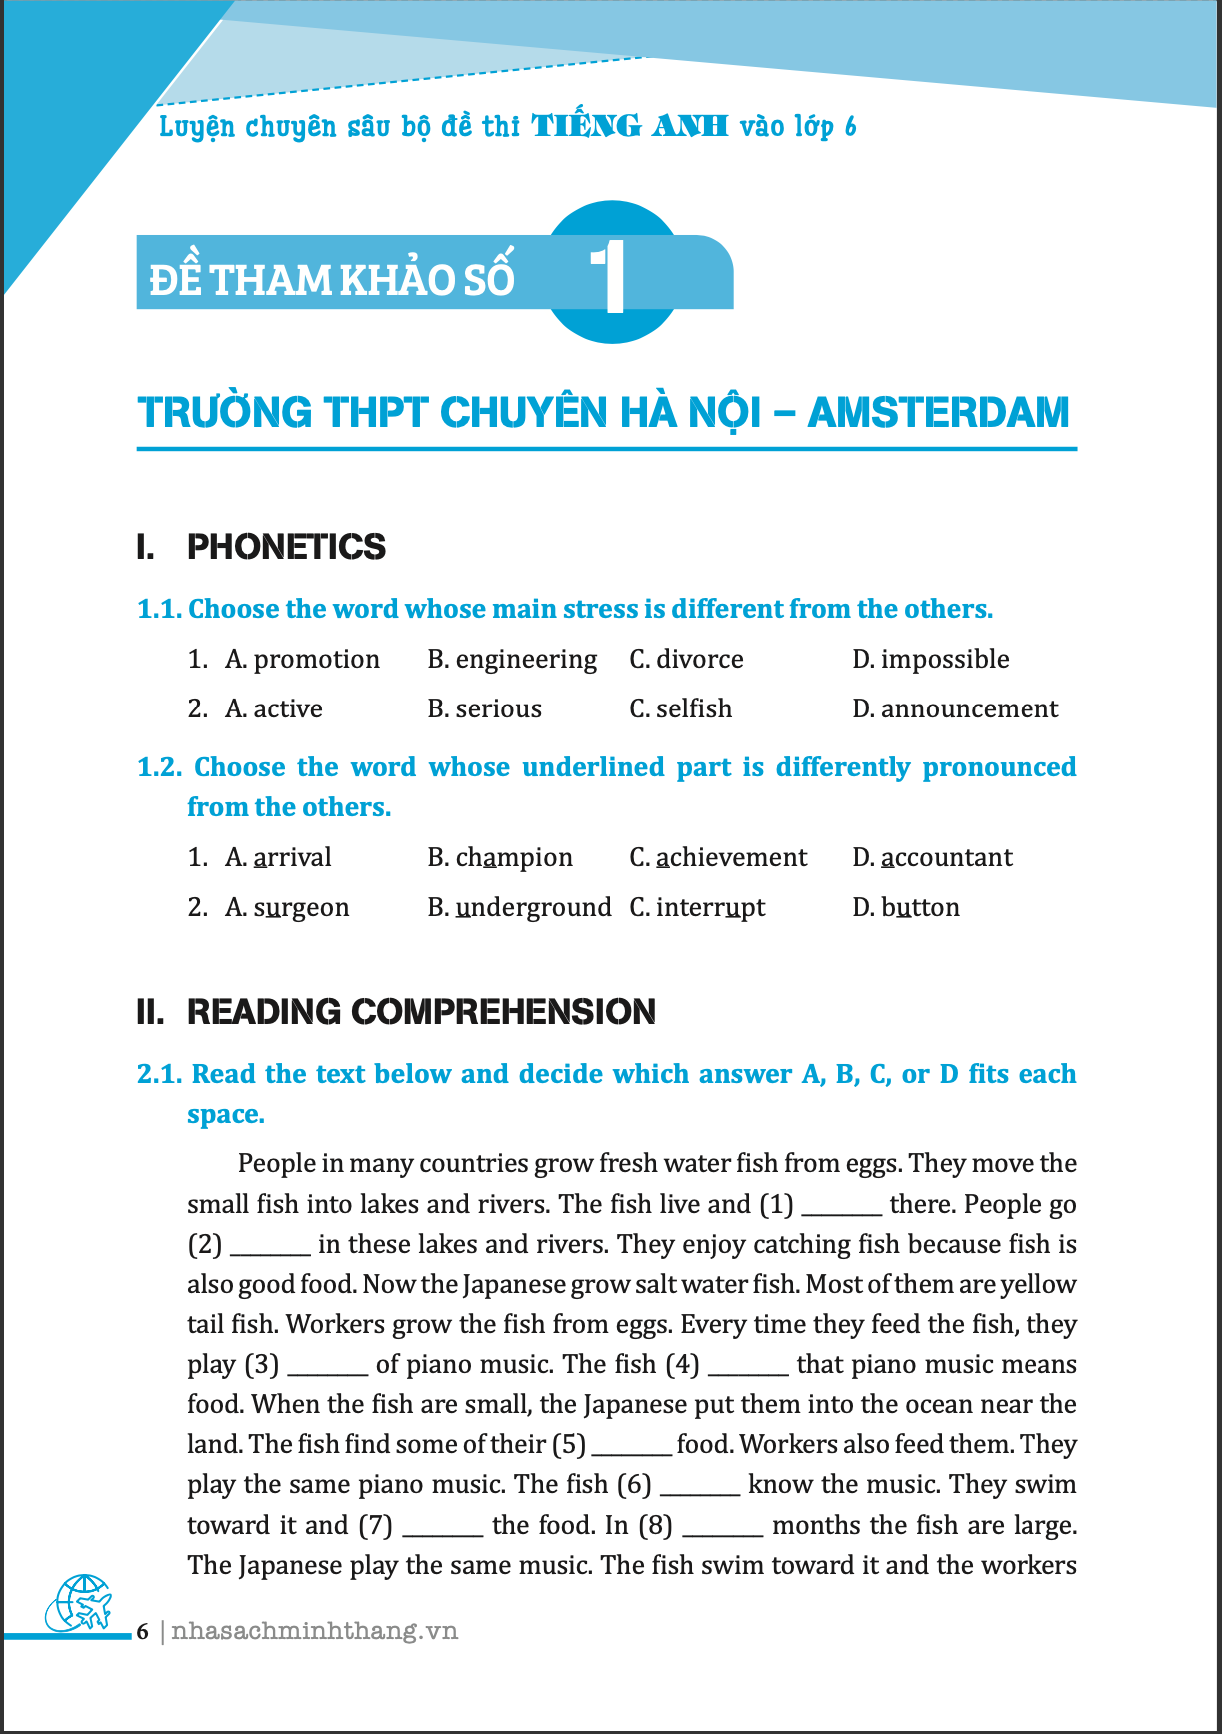 Luyện chuyên sâu bộ đề thi TIẾNG ANH vào lớp 6
ĐỀ THAM KHẢO SỐ 1
TRƯỜNG THPT CHUYÊN HÀ NỘI – AMSTERDAM
I. PHONETICS
1.1. Choose the word whose main stress is different from the others.
1. A. promotion B. engineering C. divorce D. impossible
2. A. active B. serious C. selfish D. announcement
1.2. Choose the word whose underlined part is differently pronounced
from the others.
1. A. arrival B. champion C. achievement D. accountant
2. A. surgeon B. underground C. interrupt D. button
II. READING COMPREHENSION
2.1. Read the text below and decide which answer A, B, C, or D fits each
space.
People in many countries grow fresh water fish from eggs. They move the
small fish into lakes and rivers. The fish live and (1) ______ there. People go
(2) ______ in these lakes and rivers. They enjoy catching fish because fish is
also good food. Now the Japanese grow salt water fish. Most of them are yellow
tail fish. Workers grow the fish from eggs. Every time they feed the fish, they
play (3) ______ of piano music. The fish (4) ______ that piano music means
food. When the fish are small, the Japanese put them into the ocean near the
land. The fish find some of their (5) ______ food. Workers also feed them. They
play the same piano music. The fish (6) ______ know the music. They swim
toward it and (7) ______ the food. In (8) ______ months the fish are large.
The Japanese play the same music. The fish swim toward it and the workers
6 | nhasachminhthang.vn